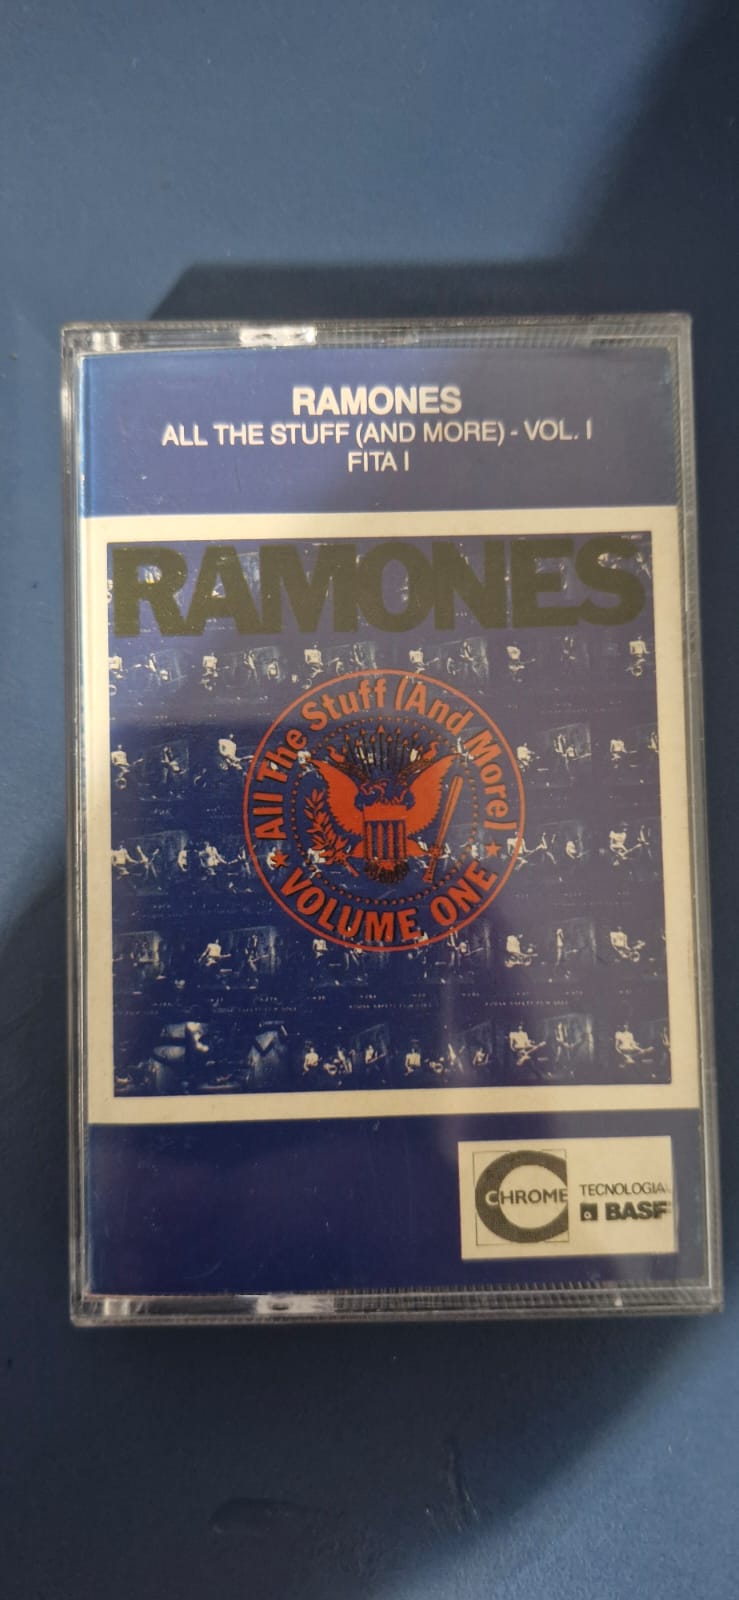 RAMONES
ALL THE STUFF (AND MORE) - VOL. I
FITA I
RAMONES
All The Stuff (And More)
VOLUME ONE
CHROME
TECNOLOGIA
BASF